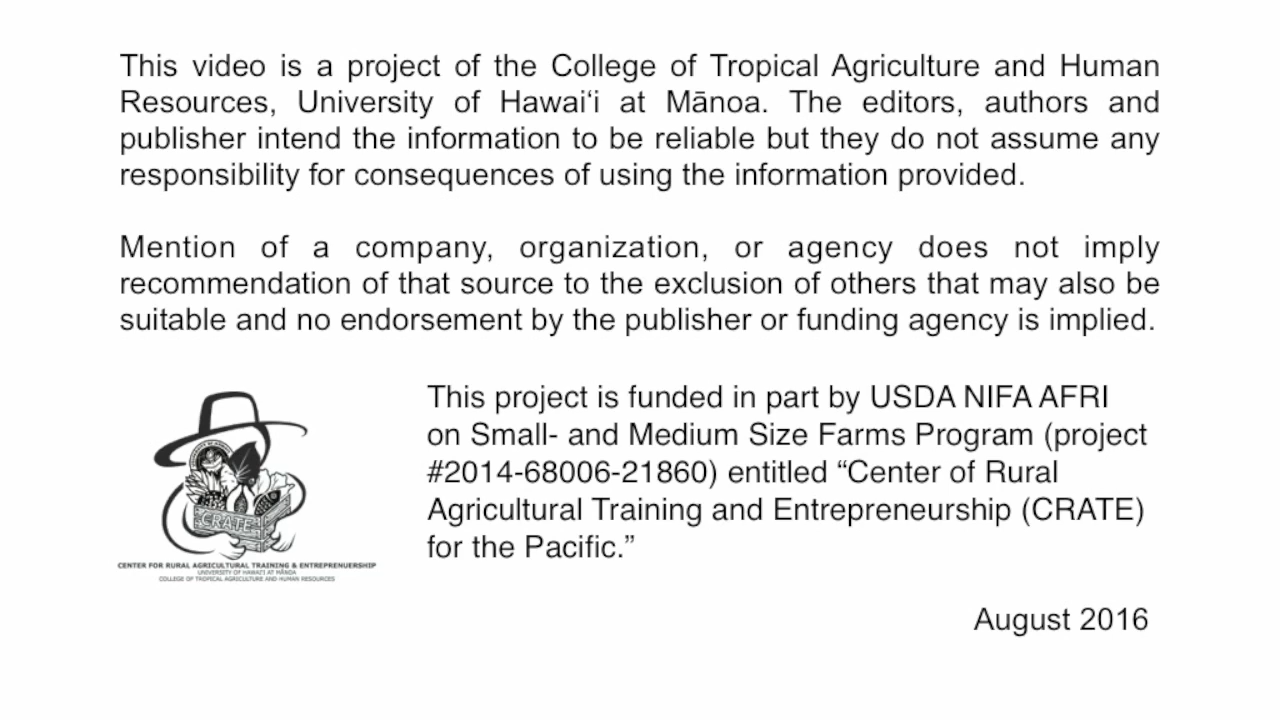 This video is a project of the College of Tropical Agriculture and Human
Resources, University of Hawaiʻi at Mānoa. The editors, authors and
publisher intend the information to be reliable but they do not assume any
responsibility for consequences of using the information provided.
Mention of a company, organization, or agency does not imply
recommendation of that source to the exclusion of others that may also be
suitable and no endorsement by the publisher or funding agency is implied.
This project is funded in part by USDA NIFA AFRI
on Small- and Medium Size Farms Program (project
#2014-68006-21860) entitled “Center of Rural
Agricultural Training and Entrepreneurship (CRATE)
for the Pacific.”
CRATE
CENTER FOR RURAL AGRICULTURAL TRAINING & ENTREPRENUERSHIP
UNIVERSITY OF HAWAI'I AT MĀNOA
COLLEGE OF TROPICAL AGRICULTURE AND HUMAN RESOURCES
August 2016